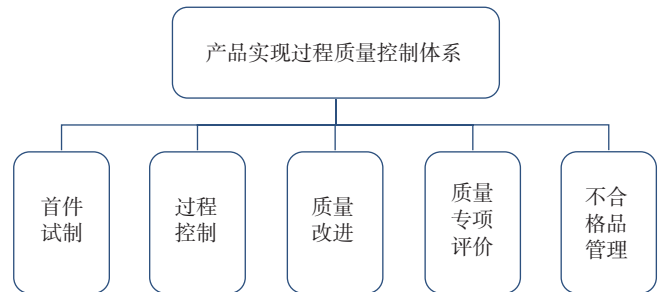 产品实现过程质量控制体系
首件
试制
过程
控制
质量
改进
质量
专项
评价
不合
格品
管理